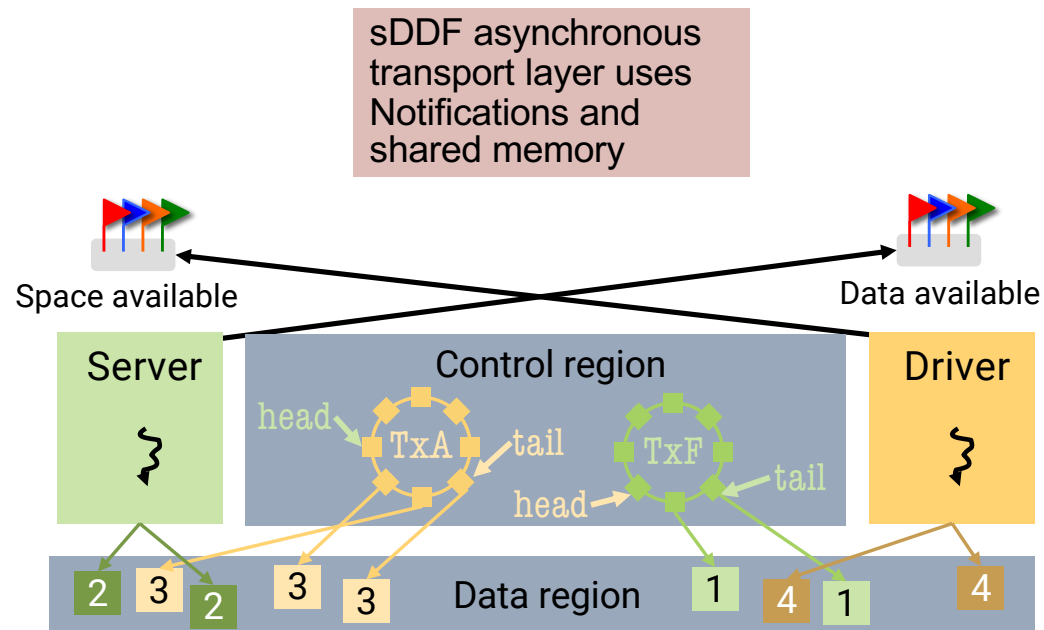 sDDF asynchronous
transport layer uses
Notifications and
shared memory
Space available
Data available
Server
Control region
Driver
head
TxA
tail
TxF
head
tail
2
3
2
3
3
Data region
1
4
1
4